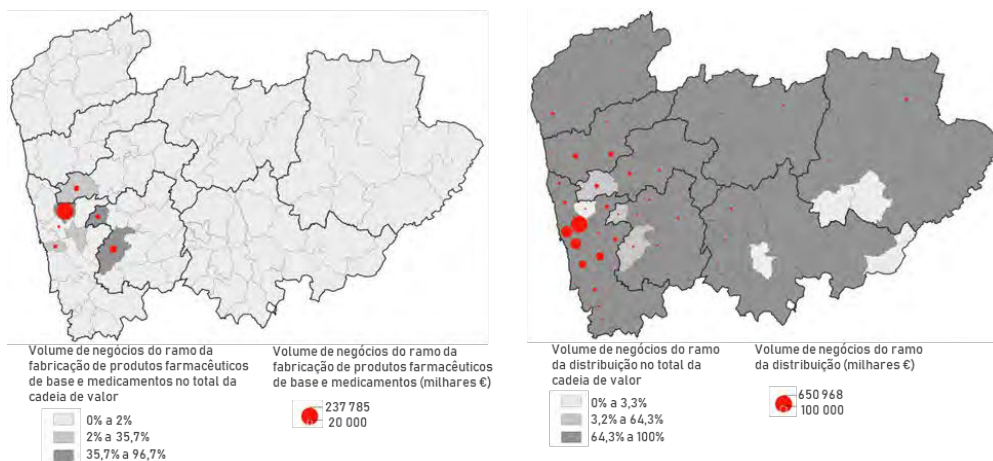 Volume de negócios do ramo da
fabricação de produtos farmacêuticos
de base e medicamentos no total da
cadeia de valor
0% a 2%
2% a 35,7%
35,7% a 96,7%
Volume de negócios do ramo da
fabricação de produtos farmacêuticos
de base e medicamentos (milhares €)
237 785
20 000
Volume de negócios do ramo
da distribuição no total da
cadeia de valor
0% a 3,3%
3,2% a 64,3%
64,3% a 100%
Volume de negócios do ramo
da distribuição (milhares €)
650 968
100 000